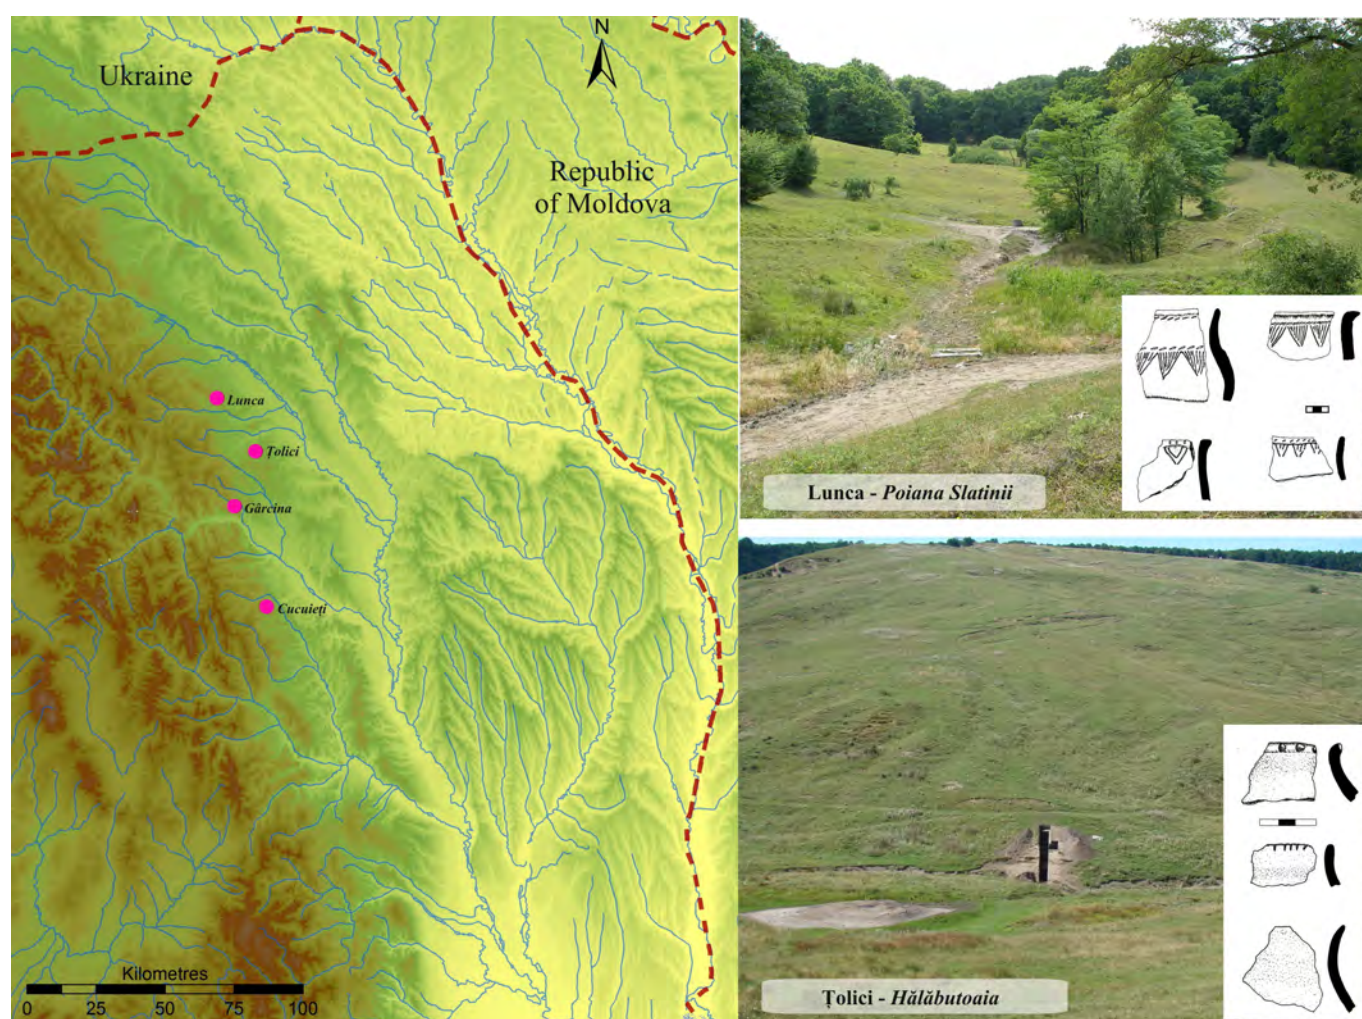 N
Ukraine
Republic
of Moldova
Lunca
Țolici
Gârcina
Cucuieți
Kilometres
0 25 50 75 100
Lunca - Poiana Slatinii
Țolici - Hălăbutoaia